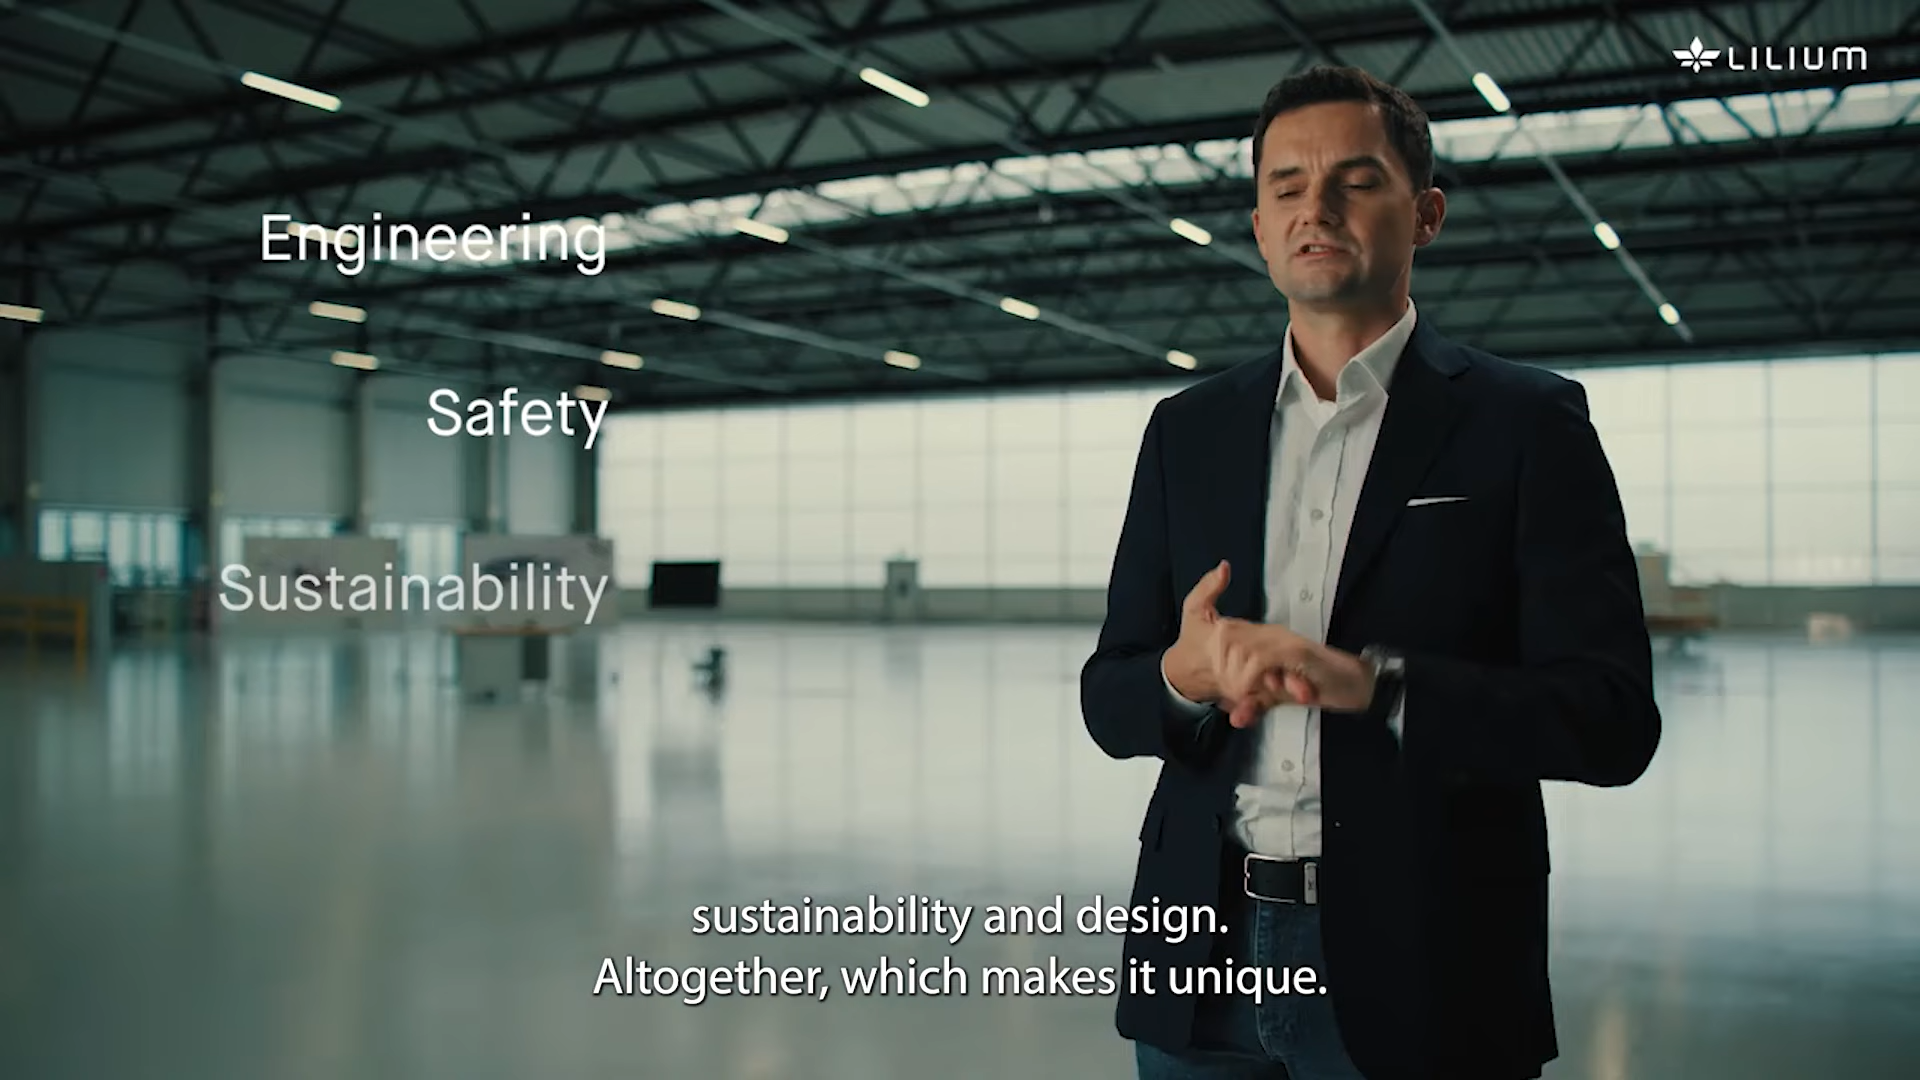 LILIUM
Engineering
Safety
Sustainability
sustainability and design.
Altogether, which makes it unique.